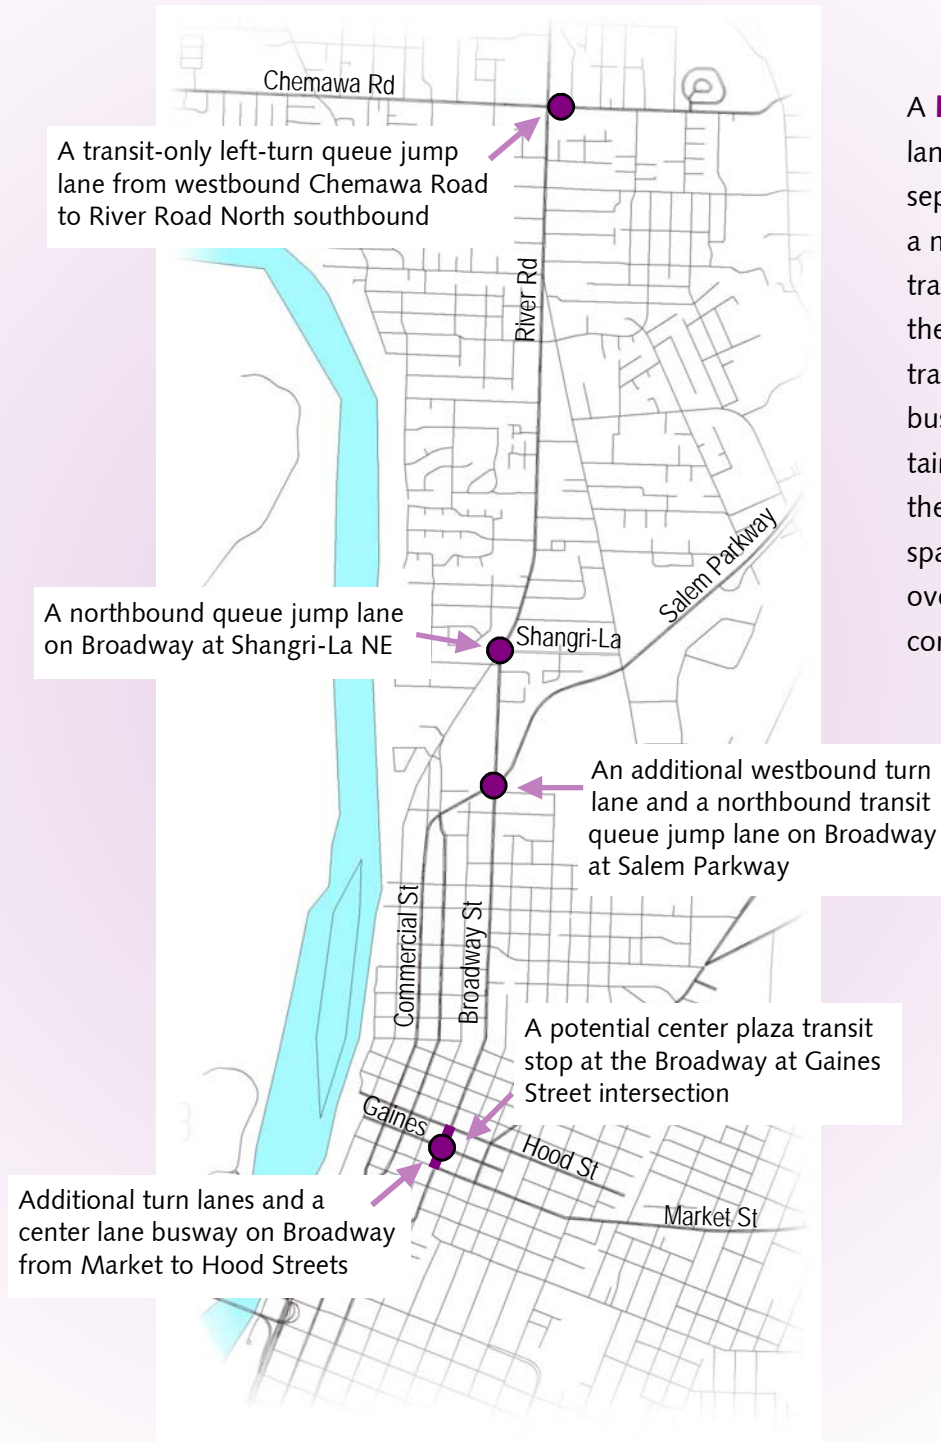 Chemawa Rd
A transit-only left-turn queue jump
lane from westbound Chemawa Road
to River Road North southbound
River Rd
Salem Parkway
A northbound queue jump lane
on Broadway at Shangri-La NE
Shangri-La
An additional westbound turn
lane and a northbound transit
queue jump lane on Broadway
at Salem Parkway
Commercial St
Broadway St
A potential center plaza transit
stop at the Broadway at Gaines
Street intersection
Gaines
Hood St
Market St
Additional turn lanes and a
center lane busway on Broadway
from Market to Hood Streets
A
lan
sep
a n
tra
the
tra
bus
tain
the
spa
ove
con